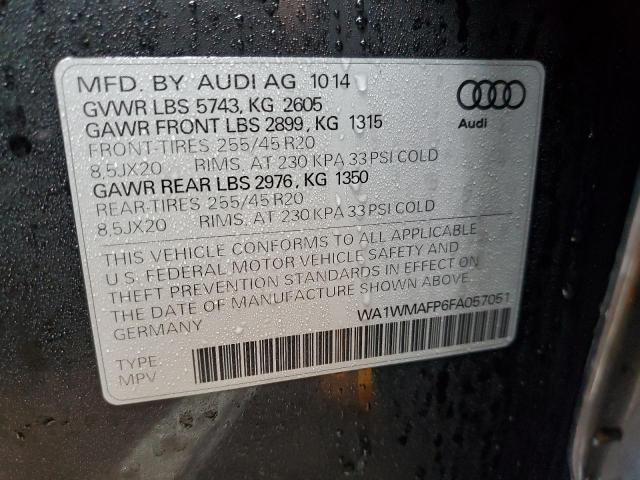 MFD. BY AUDI AG 10 14
GVWR LBS 5743, KG 2605
GAWR FRONT LBS 2899, KG 1315
FRONT-TIRES 255/45 R20
8,5JX20 RIMS, AT 230 KPA 33 PSI COLD
GAWR REAR LBS 2976, KG 1350
REAR-TIRES 255/45 R20
8,5JX20 RIMS, AT 230 KPA 33 PSI COLD
Audi
THIS VEHICLE CONFORMS TO ALL APPLICABLE
U.S. FEDERAL MOTOR VEHICLE SAFETY AND
THEFT PREVENTION STANDARDS IN EFFECT ON
THE DATE OF MANUFACTURE SHOWN ABOVE.
GERMANY
WA1WMAFP6FA057051
TYPE
MPV